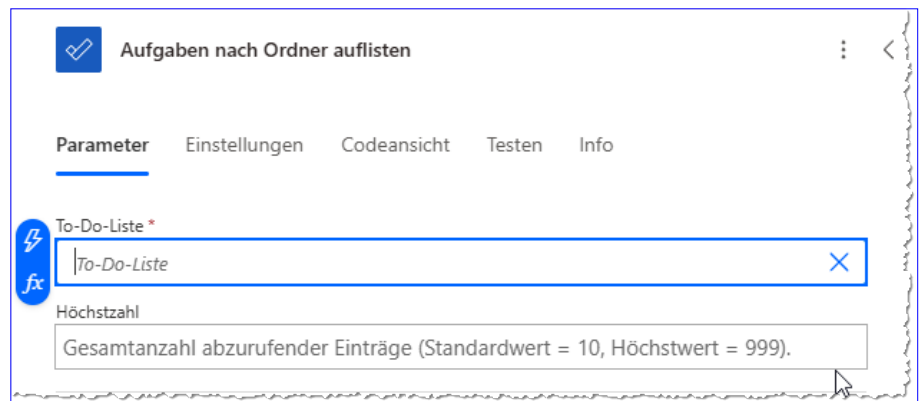 Aufgaben nach Ordner auflisten
Parameter Einstellungen Codeansicht Testen Info
To-Do-Liste *
To-Do-Liste
fx
Höchstzahl
Gesamtanzahl abzurufender Einträge (Standardwert = 10, Höchstwert = 999).